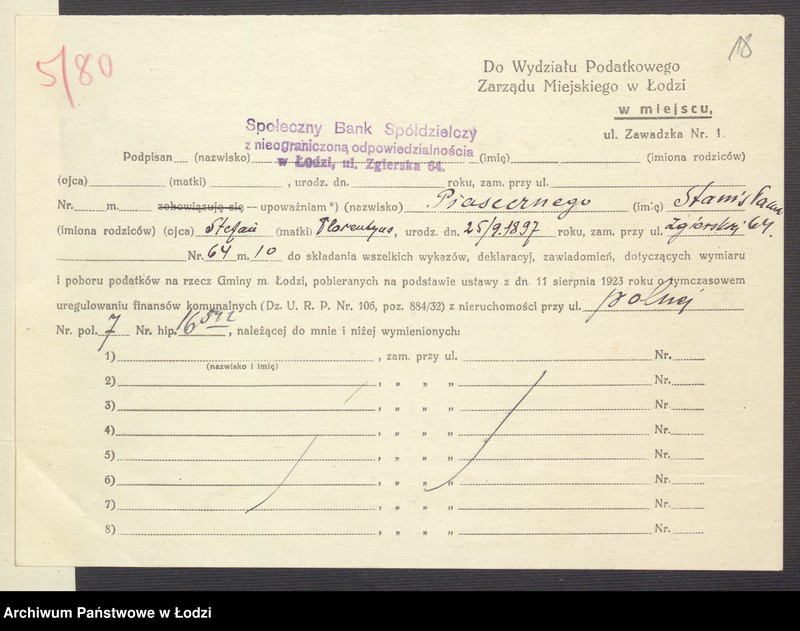 5/80
18
Do Wydziału Podatkowego
Zarządu Miejskiego w Łodzi
w miejscu,
ul. Zawadzka Nr. 1.
Społeczny Bank Spółdzielczy
z nieograniczoną odpowiedzialnościa
w Łodzi, ul. Zgierska 64.
Podpisan (nazwisko) (imię) (imiona rodziców)
(ojca) (matki) , urodz. dn. roku, zam. przy ul.
Nr. m. zobowiązuję się — upoważniam *) (nazwisko) Piasecznego (imię) Stanisława
(imiona rodziców) (ojca) Stefan (matki) Florentyna, urodz. dn. 25/9.1897 roku, zam. przy ul. Zgierskiej 64.
Nr. 64 m. 10 do składania wszelkich wykazów, deklaracyj, zawiadomień, dotyczących wymiaru
i poboru podatków na rzecz Gminy m. Łodzi, pobieranych na podstawie ustawy z dn. 11 sierpnia 1923 roku o tymczasowem
uregulowaniu finansów komunalnych (Dz. U. R. P. Nr. 106, poz. 884/32) z nieruchomości przy ul. polnej
Nr. pol. 7 Nr. hip. , należącej do mnie i niżej wymienionych:
1) , zam. przy ul. Nr.
(nazwisko i imię)
2) , „ „ „ Nr.
3) , „ „ „ Nr.
4) , „ „ „ Nr.
5) , „ „ „ Nr.
6) , „ „ „ Nr.
7) , „ „ „ Nr.
8) , „ „ „ Nr.
Archiwum Państwowe w Łodzi